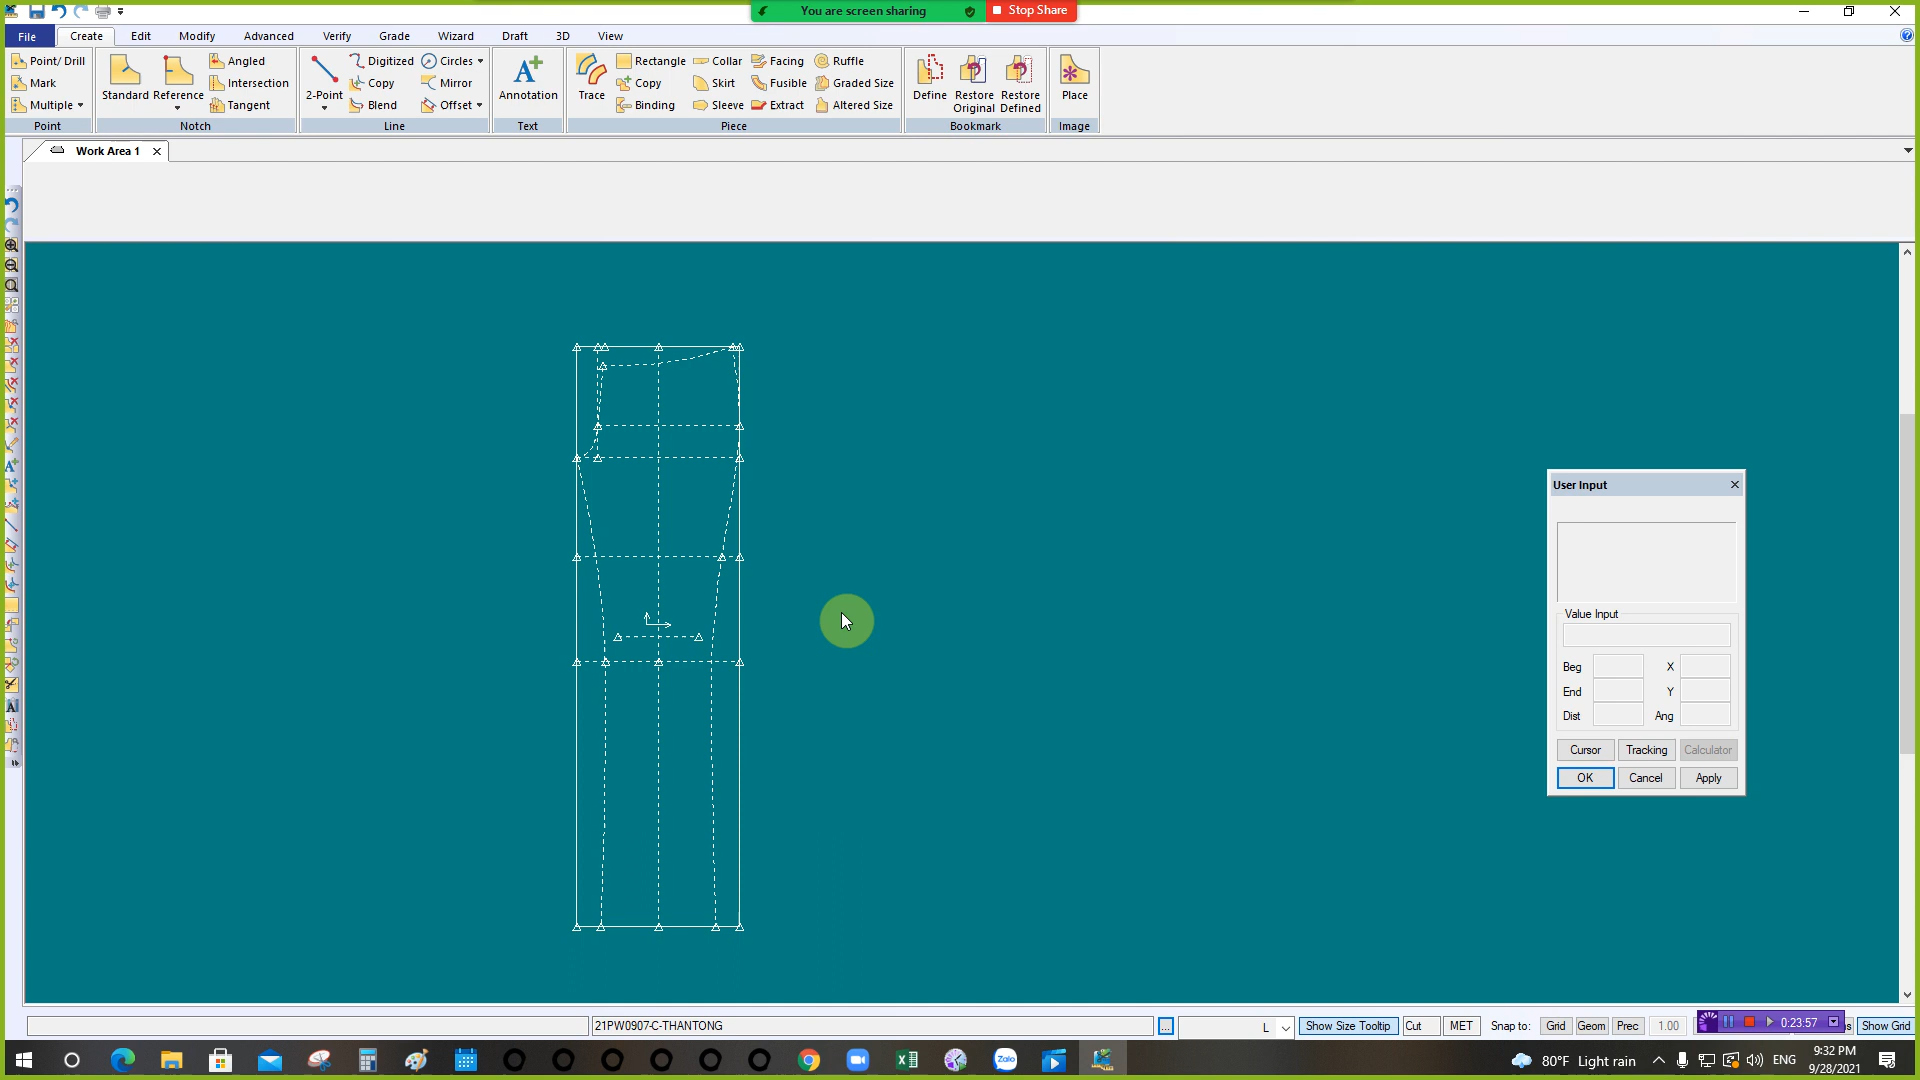 You are screen sharing Stop Share
File Create Edit Modify Advanced Verify Grade Wizard Draft 3D View
Point/ Drill Angled Digitized Circles Rectangle Collar Facing Ruffle
Mark Intersection Copy Mirror Copy Skirt Fusible Graded Size
Standard Reference 2-Point Annotation Trace Define Restore Original Restore Defined Place
Multiple Tangent Blend Offset Binding Sleeve Extract Altered Size
Point Notch Line Text Piece Bookmark Image
Work Area 1
User Input
Value Input
Beg X
End Y
Dist Ang
Cursor Tracking Calculator
OK Cancel Apply
21PW0907-C-THANTONG ... L Show Size Tooltip Cut MET Snap to: Grid Geom Prec 1.00 0:23:57 Show Grid
Zalo 80°F Light rain ENG 9:32 PM
9/28/2021